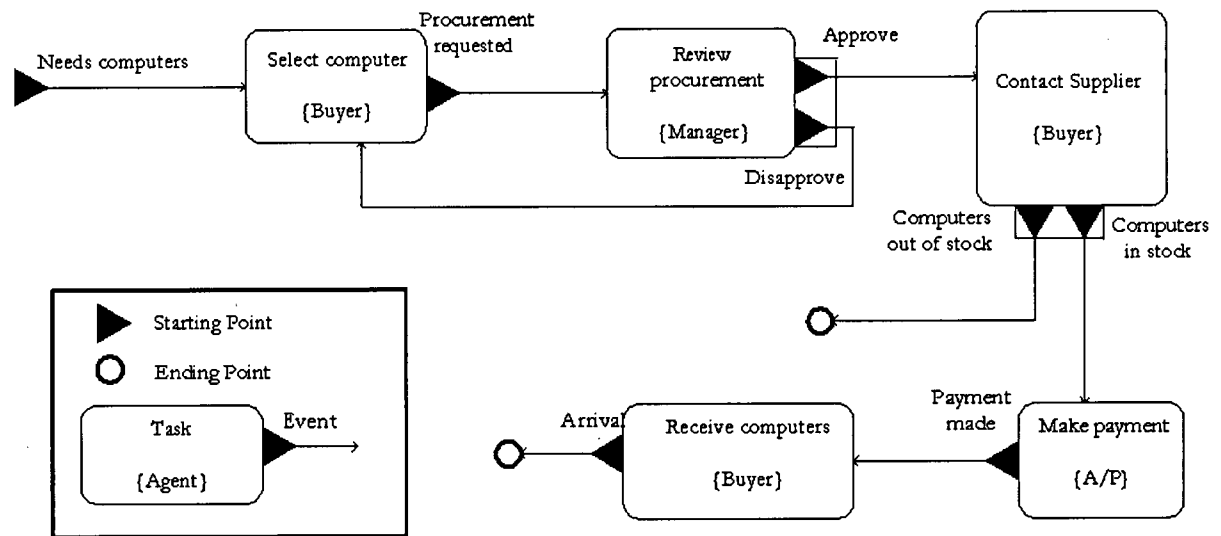 Needs computers
Select computer
{Buyer}
Procurement
requested
Review
procurement
{Manager}
Approve
Disapprove
Contact Supplier
{Buyer}
Computers
out of stock
Computers
in stock
Starting Point
Ending Point
Task
{Agent}
Event
Arrival
Receive computers
{Buyer}
Payment
made
Make payment
{A/P}